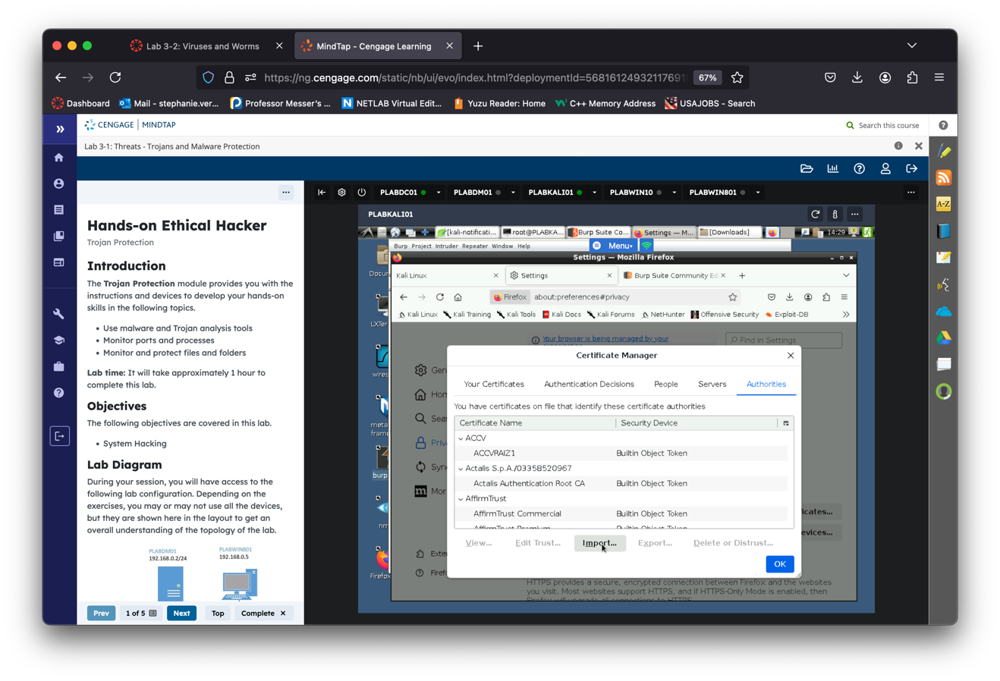 Lab 3-2: Viruses and Worms
MindTap - Cengage Learning
https://ng.cengage.com/static/nb/ui/evo/index.html?deploymentId=568161249321176918
67%
Dashboard
Mail - stephanie.ver...
Professor Messer's ...
NETLAB Virtual Edit...
Yuzu Reader: Home
C++ Memory Address
USAJOBS - Search
CENGAGE | MINDTAP
Search this course
Lab 3-1: Threats - Trojans and Malware Protection
PLABDC01
PLABDM01
PLABKALI01
PLABWIN10
PLABWIN801
Hands-on Ethical Hacker
Trojan Protection
Introduction
The Trojan Protection module provides you with the
instructions and devices to develop your hands-on
skills in the following topics.
• Use malware and Trojan analysis tools
• Monitor ports and processes
• Monitor and protect files and folders
Lab time: It will take approximately 1 hour to
complete this lab.
Objectives
The following objectives are covered in this lab.
• System Hacking
Lab Diagram
During your session, you will have access to the
following lab configuration. Depending on the
exercises, you may or may not use all the devices,
but they are shown here in the layout to get an
overall understanding of the topology of the lab.
PLABDM01
192.168.0.2/24
PLABWIN801
192.168.0.5
Prev
1 of 5
Next
Top
Complete
PLABKALI01
[kali-notificati...
root@PLABKA...
Burp Suite Co...
Settings — M...
[Downloads]
14:29
Burp Project Intruder Repeater Window Help
Menu
Settings — Mozilla Firefox
Kali Linux
Settings
Burp Suite Community Ed
Firefox
about:preferences#privacy
Kali Linux
Kali Training
Kali Tools
Kali Docs
Kali Forums
NetHunter
Offensive Security
Exploit-DB
Your browser is being managed by your
Find in Settings
Docum
LXTer
wires
meta
fram
burp
nm
Firefox
Gen
Hom
Sea
Priv
Syn
Mor
Exter
Firef
Certificate Manager
Your Certificates
Authentication Decisions
People
Servers
Authorities
You have certificates on file that identify these certificate authorities
Certificate Name
Security Device
ACCV
ACCVRAIZ1
Builtin Object Token
Actalis S.p.A./03358520967
Actalis Authentication Root CA
Builtin Object Token
AffirmTrust
AffirmTrust Commercial
Builtin Object Token
AffirmTrust Premium
Builtin Object Token
View...
Edit Trust...
Import...
Export...
Delete or Distrust...
OK
icates...
evices...
HTTPS provides a secure, encrypted connection between Firefox and the websites
you visit. Most websites support HTTPS, and if HTTPS-Only Mode is enabled, then
Firefox will upgrade all connections to HTTPS.
A-Z